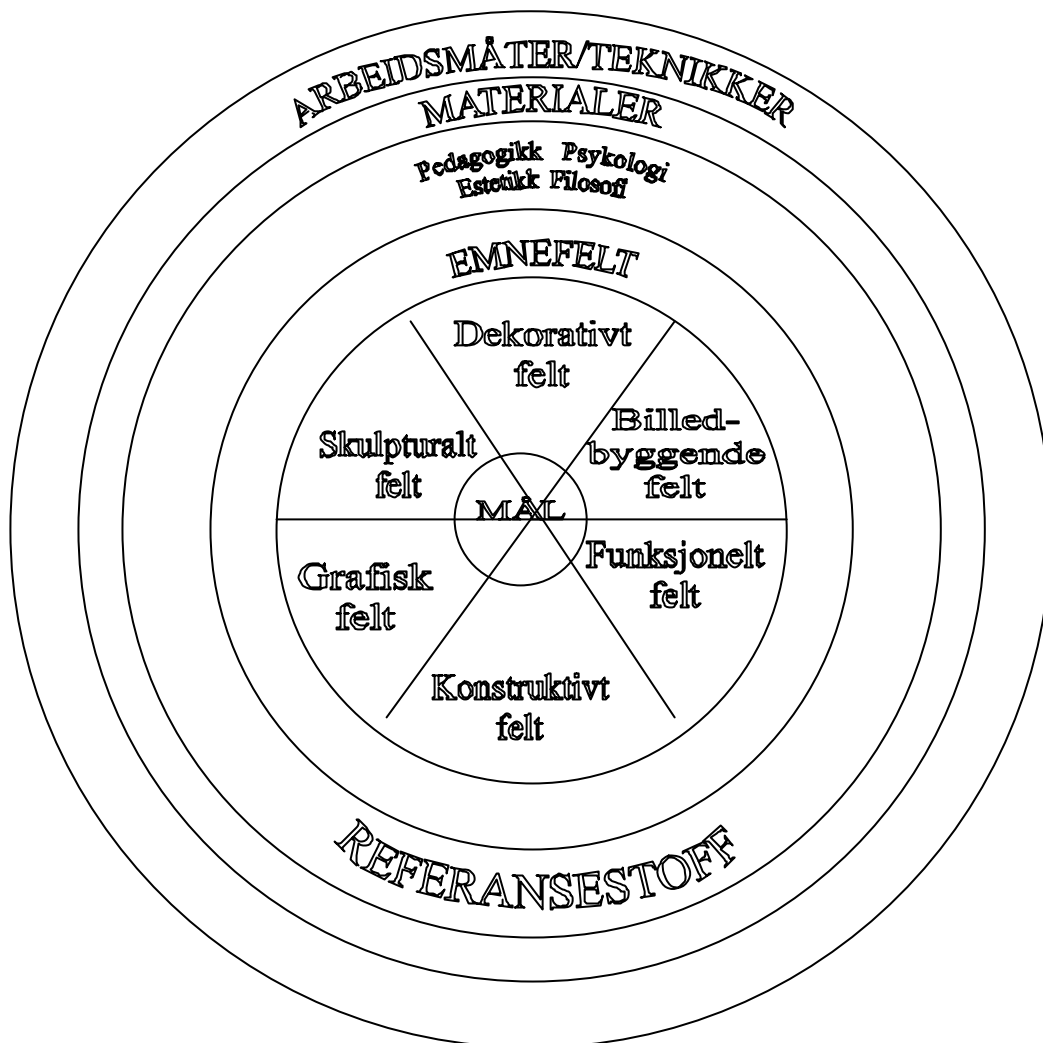 ARBEIDSMÅTER/TEKNIKKER
MATERIALER
Pedagogikk Psykologi
Estetikk Filosofi
EMNEFELT
Dekorativt
felt
Billed-
byggende
felt
Skulpturalt
felt
MÅL
Funksjonelt
felt
Grafisk
felt
Konstruktivt
felt
REFERANSESTOFF